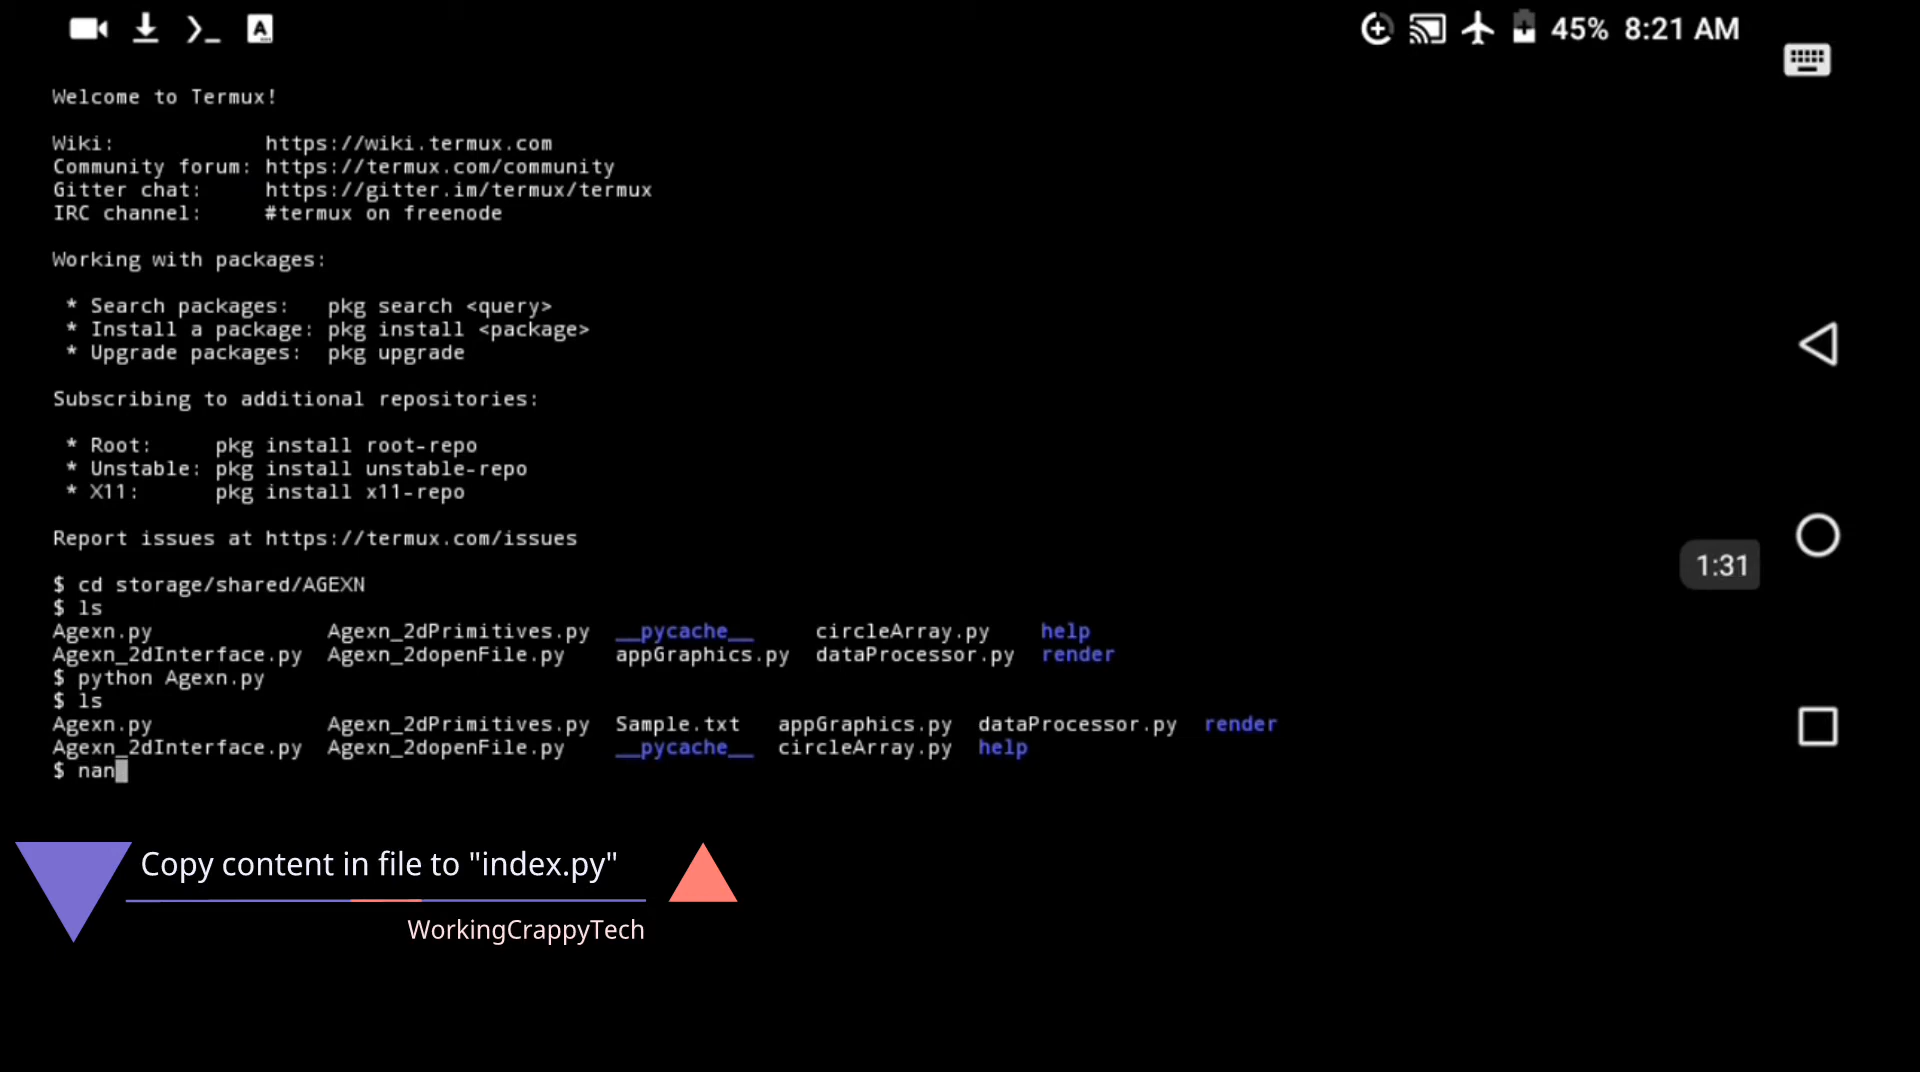 45% 8:21 AM
Welcome to Termux!
Wiki: https://wiki.termux.com
Community forum: https://termux.com/community
Gitter chat: https://gitter.im/termux/termux
IRC channel: #termux on freenode
Working with packages:
* Search packages: pkg search <query>
* Install a package: pkg install <package>
* Upgrade packages: pkg upgrade
Subscribing to additional repositories:
* Root: pkg install root-repo
* Unstable: pkg install unstable-repo
* X11: pkg install x11-repo
Report issues at https://termux.com/issues
$ cd storage/shared/AGEXN
$ ls
Agexn.py Agexn_2dPrimitives.py __pycache__ circleArray.py help
Agexn_2dInterface.py Agexn_2dopenFile.py appGraphics.py dataProcessor.py render
$ python Agexn.py
$ ls
Agexn.py Agexn_2dPrimitives.py Sample.txt appGraphics.py dataProcessor.py render
Agexn_2dInterface.py Agexn_2dopenFile.py __pycache__ circleArray.py help
$ nan
1:31
Copy content in file to "index.py"
WorkingCrappyTech